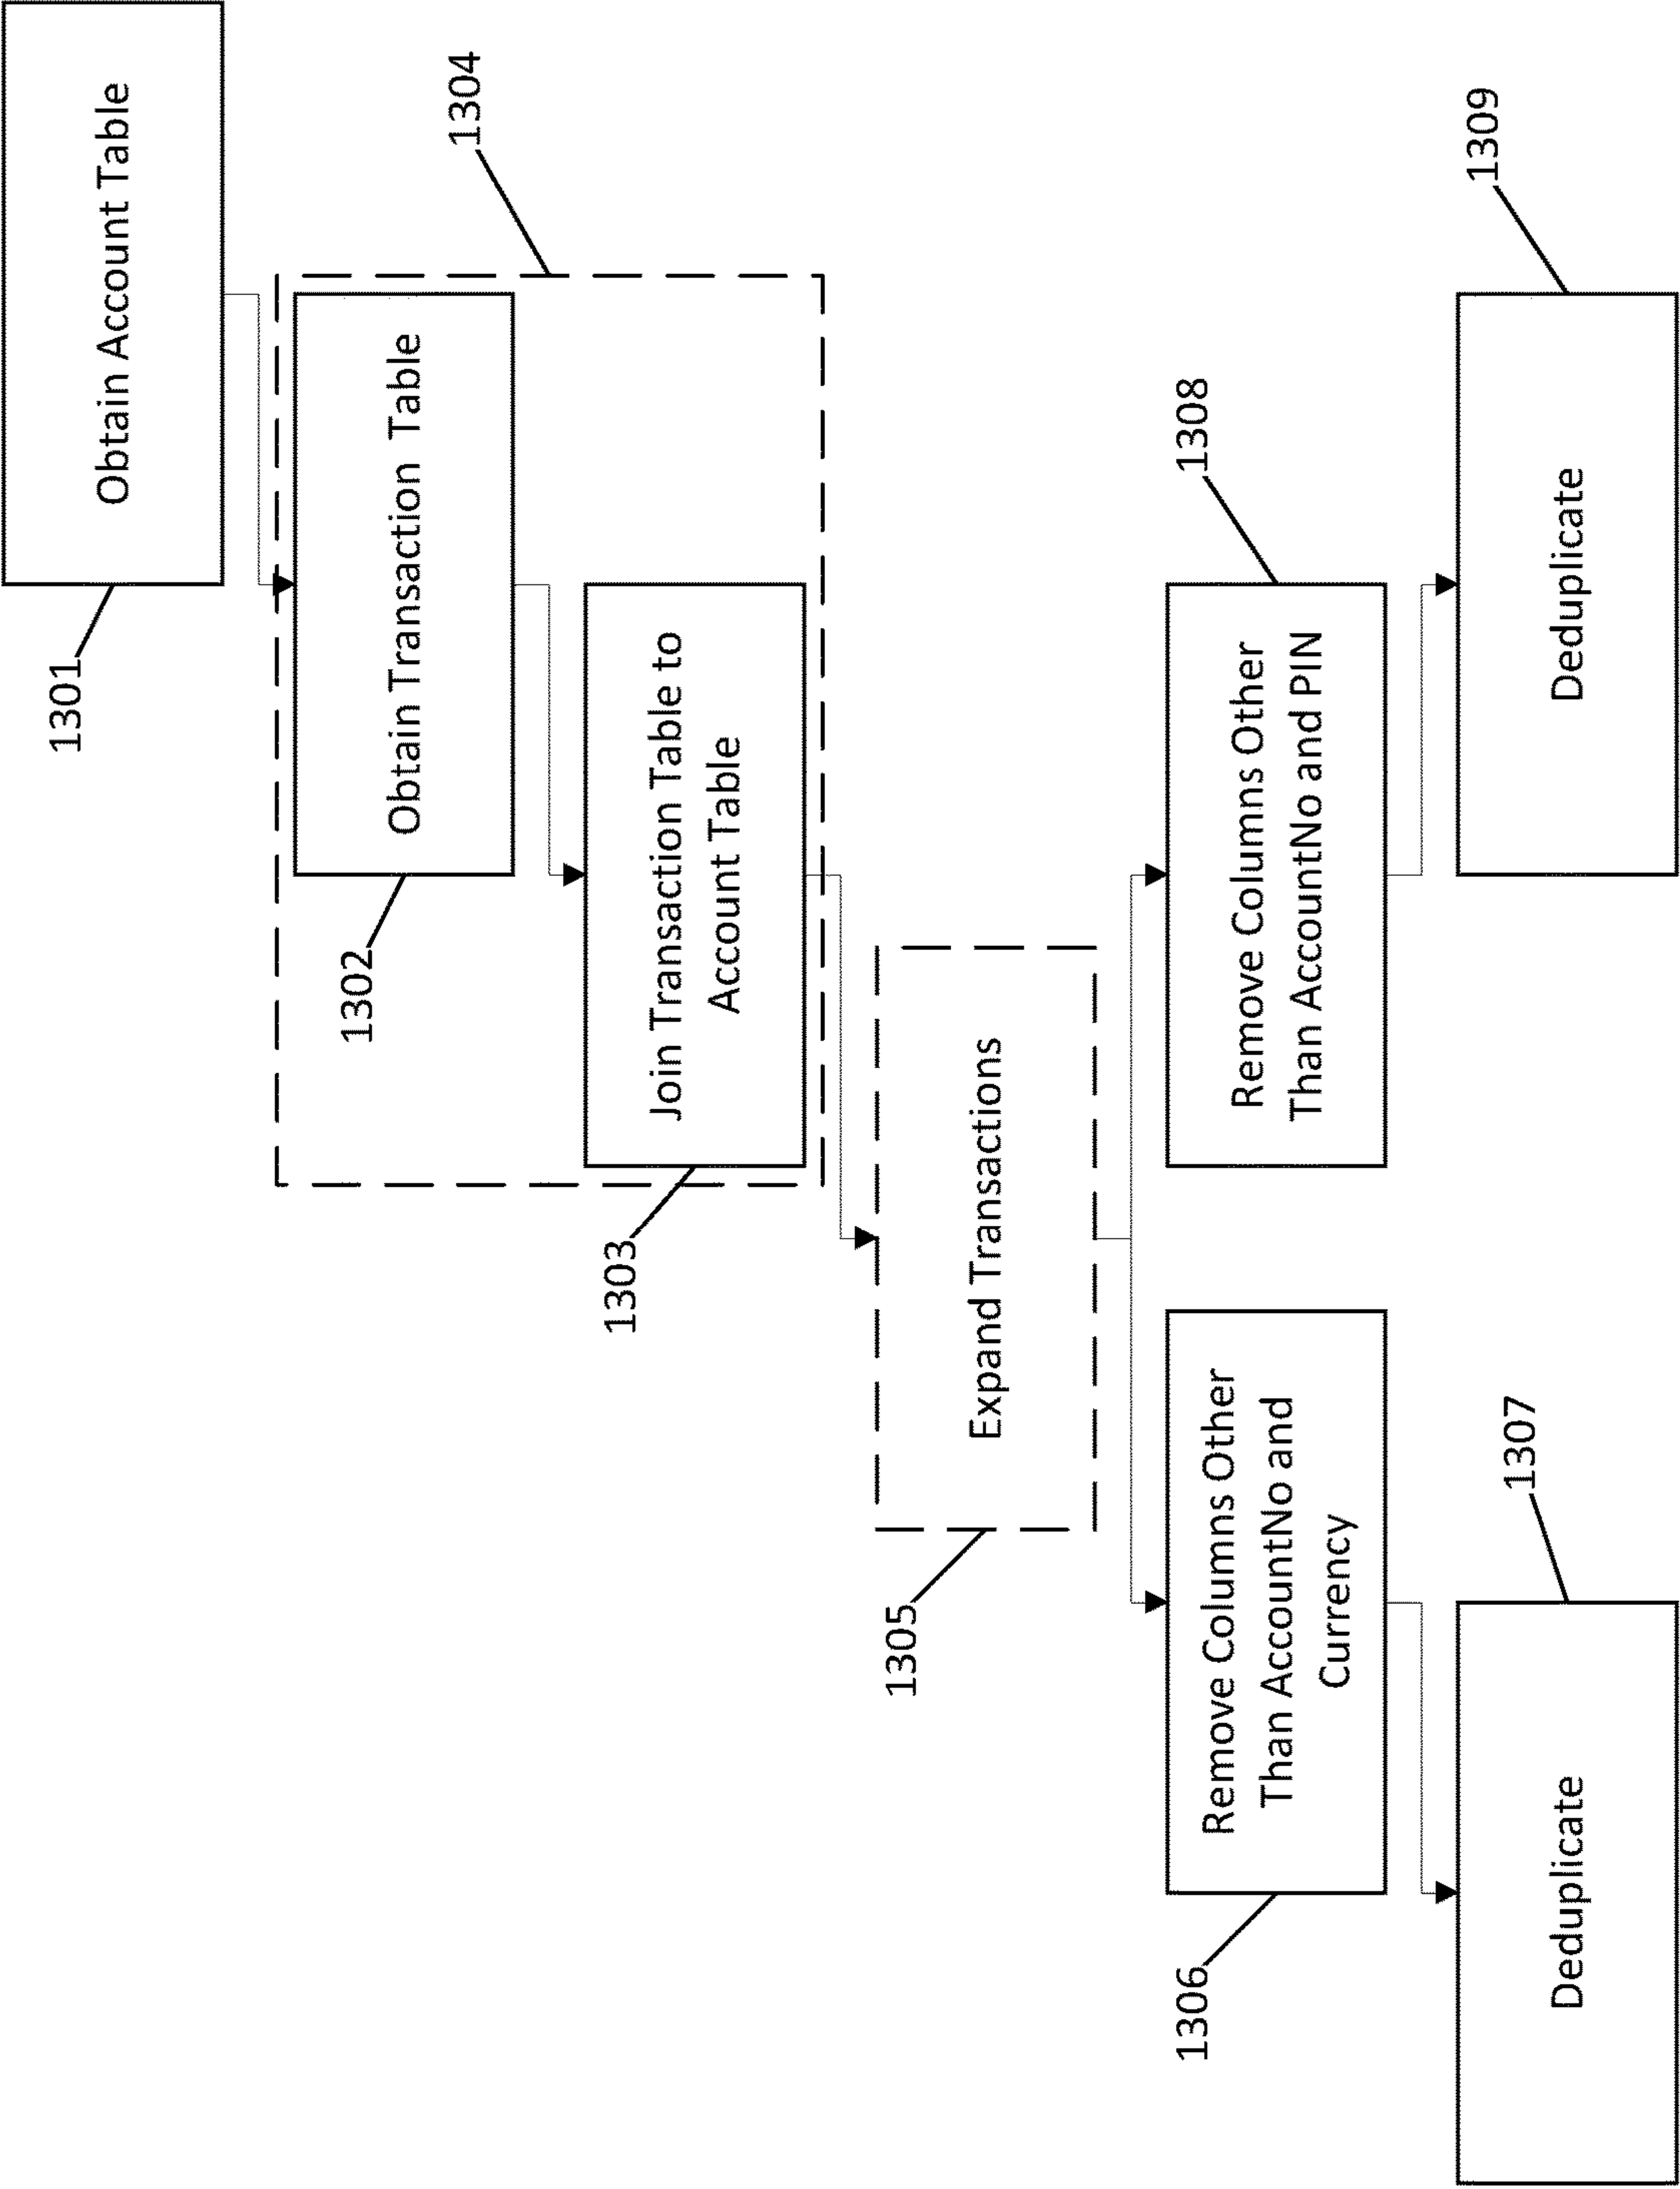 Obtain Account Table
1301
1304
Obtain Transaction Table
1302
Join Transaction Table to
Account Table
1303
Expand Transactions
1305
Remove Columns Other
Than AccountNo and
Currency
1306
Remove Columns Other
Than AccountNo and PIN
1308
Deduplicate
1307
Deduplicate
1309